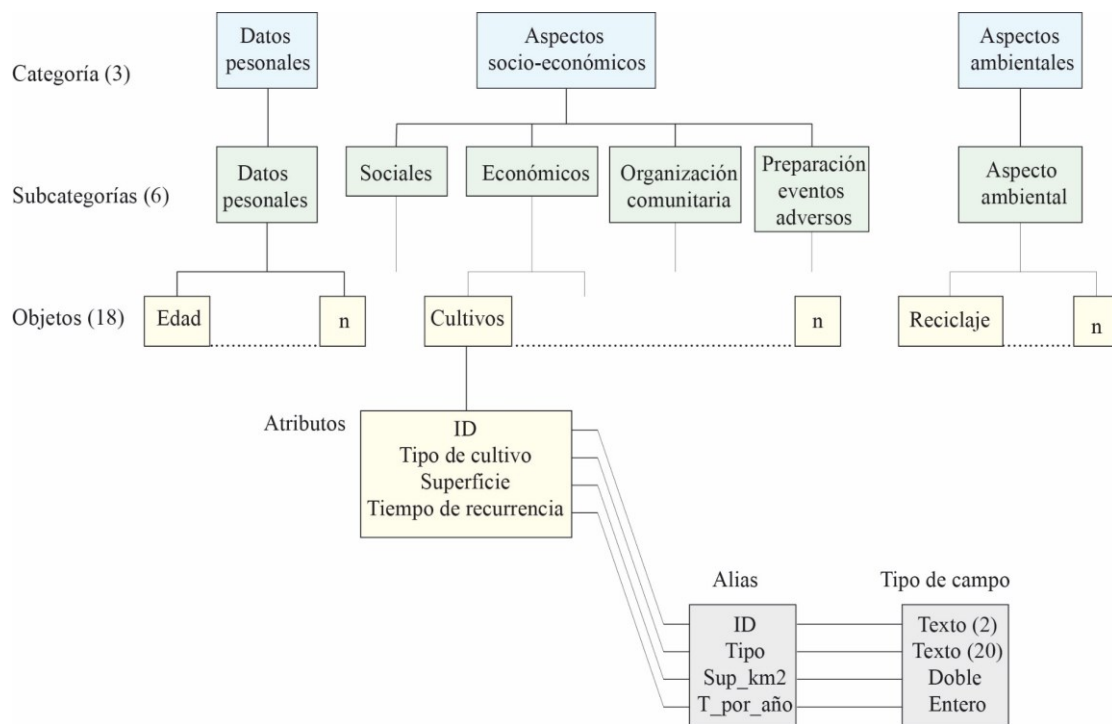 Datos
pesonales
Aspectos
socio-económicos
Aspectos
ambientales
Categoría (3)
Datos
pesonales
Sociales
Económicos
Organización
comunitaria
Preparación
eventos
adversos
Aspecto
ambiental
Subcategorías (6)
Objetos (18)
Edad
n
Cultivos
n
Reciclaje
n
Atributos
ID
Tipo de cultivo
Superficie
Tiempo de recurrencia
Alias
Tipo de campo
ID
Texto (2)
Tipo
Texto (20)
Sup_km2
Doble
T_por_año
Entero